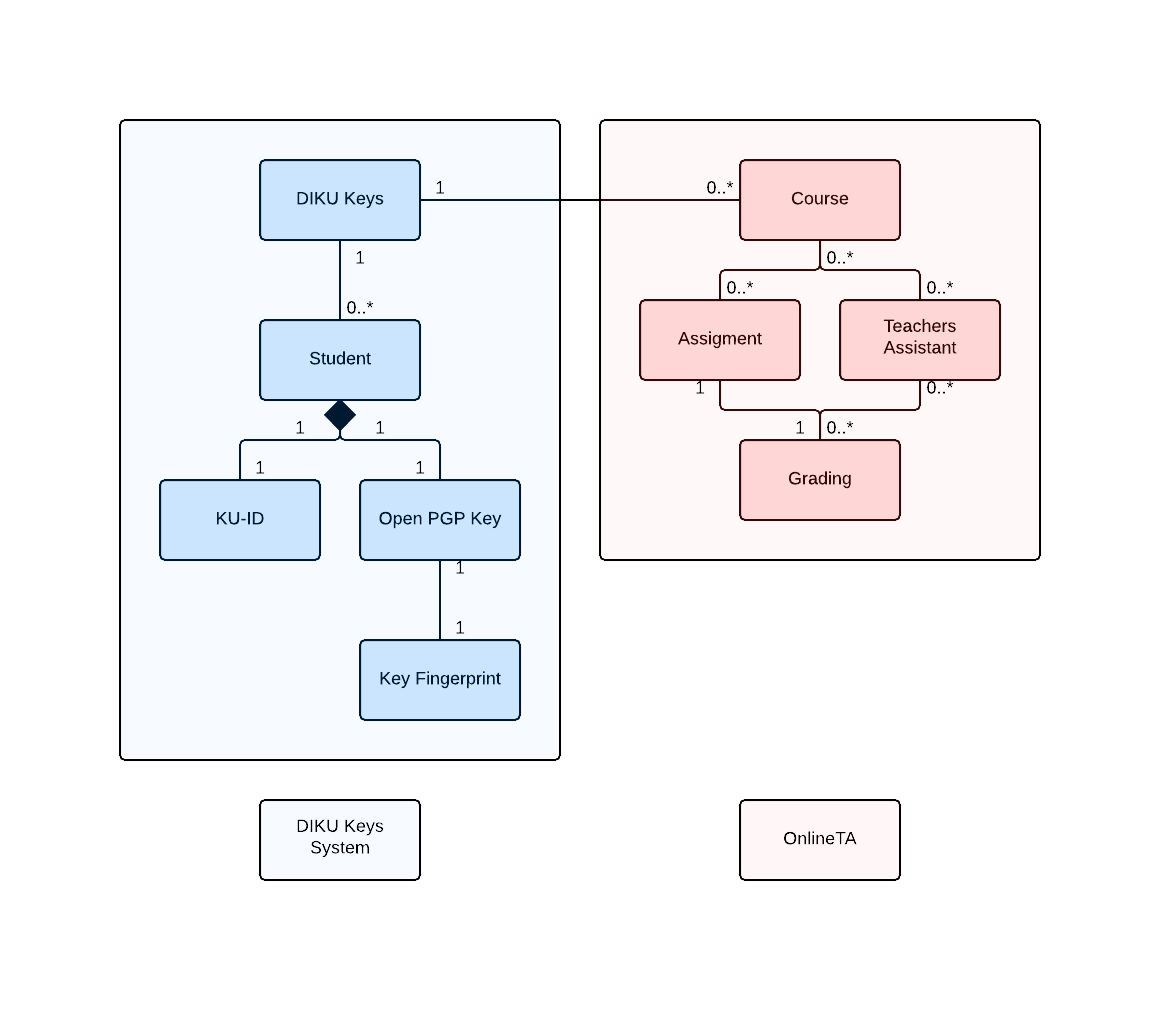 DIKU Keys
1
0..*
Course
1
0..*
0..*
0..*
0..*
Student
Assigment
Teachers
Assistant
1
0..*
1
1
1
0..*
1
1
KU-ID
Open PGP Key
Grading
1
1
Key Fingerprint
DIKU Keys
System
OnlineTA